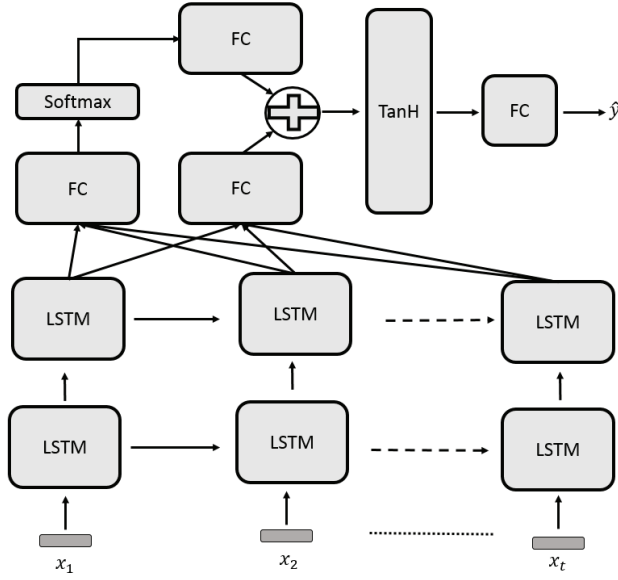 FC
Softmax
TanH
FC
ŷ
FC
FC
LSTM
LSTM
LSTM
LSTM
LSTM
LSTM
x₁
x₂
xₜ